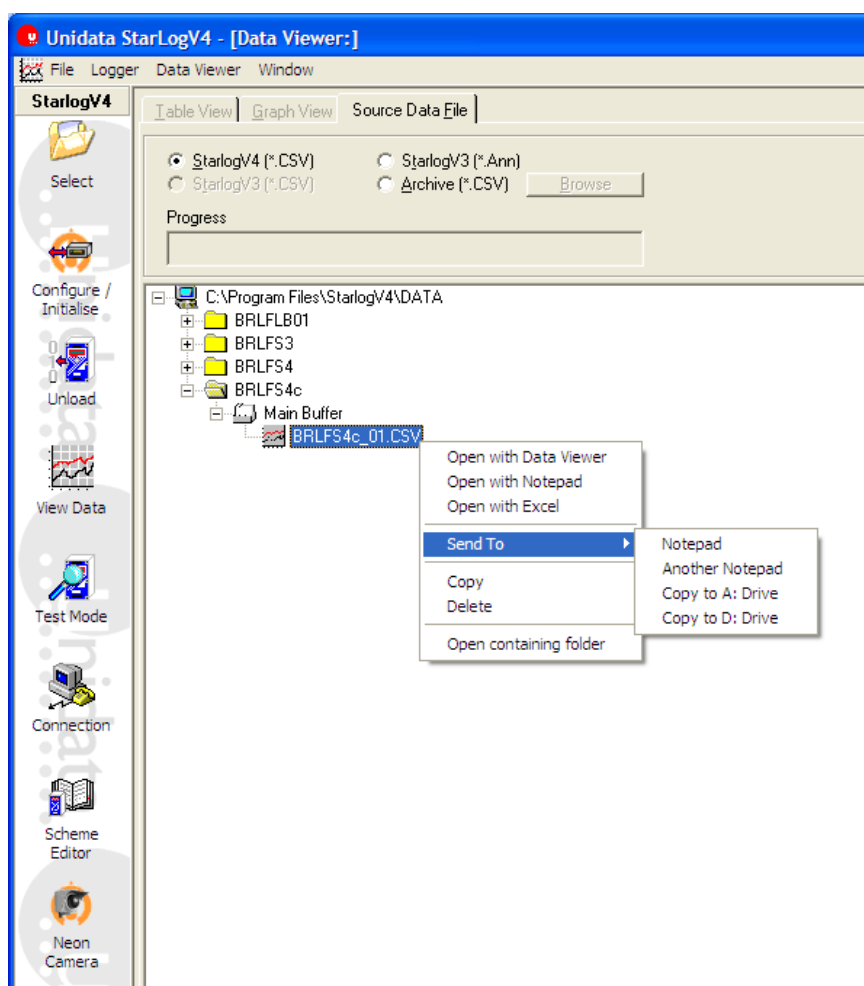 Unidata StarLogV4 - [Data Viewer:]
File Logger Data Viewer Window
StarlogV4
Table View Graph View Source Data File
StarlogV4 (*.CSV) StarlogV3 (*.Ann)
StarlogV3 (*.CSV) Archive (*.CSV) Browse
Progress
Select
Configure /
Initialise
Unload
View Data
Test Mode
Connection
Scheme
Editor
Neon
Camera
C:\Program Files\StarlogV4\DATA
BRLFLB01
BRLFS3
BRLFS4
BRLFS4c
Main Buffer
BRLFS4c_01.CSV
Open with Data Viewer
Open with Notepad
Open with Excel
Send To
Copy
Delete
Open containing folder
Notepad
Another Notepad
Copy to A: Drive
Copy to D: Drive